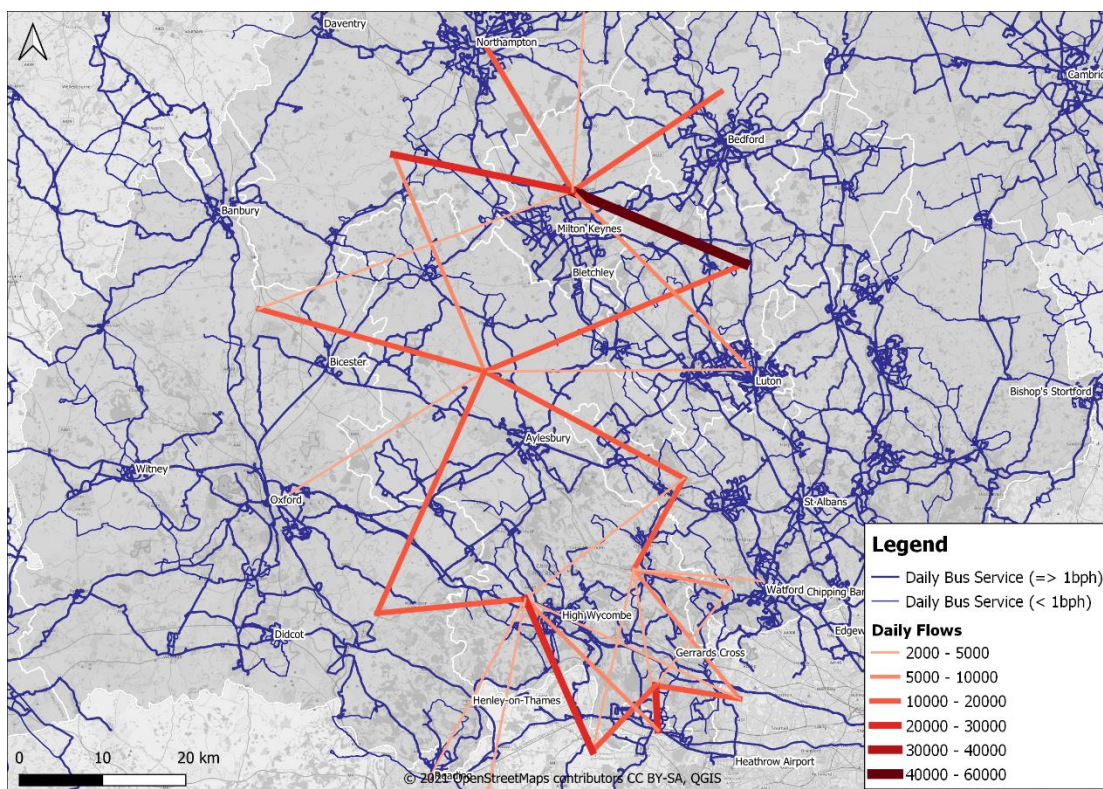 Daventry
Northampton
Cambri
Bedford
Banbury
Milton Keynes
Bletchley
Bicester
Luton
Bishop's Stortford
Aylesbury
Witney
Oxford
St Albans
High Wycombe
Watford
Chipping Bar
Didcot
Edgew
Gerrards Cross
Henley-on-Thames
Heathrow Airport
Reading
Legend
Daily Bus Service (=> 1bph)
Daily Bus Service (< 1bph)
Daily Flows
2000 - 5000
5000 - 10000
10000 - 20000
20000 - 30000
30000 - 40000
40000 - 60000
0 10 20 km
© 2021 OpenStreetMaps contributors CC BY-SA, QGIS